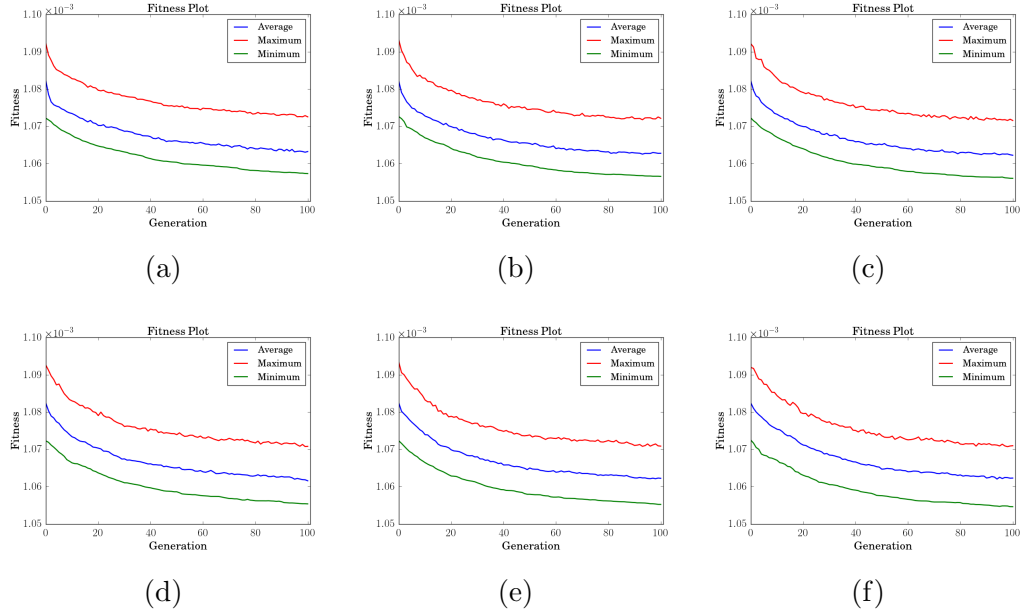 Fitness Plot
×10⁻³
1.10
1.09
1.08
1.07
1.06
1.05
Fitness
Average
Maximum
Minimum
0 20 40 60 80 100
Generation
(a)
Fitness Plot
×10⁻³
1.10
1.09
1.08
1.07
1.06
1.05
Fitness
Average
Maximum
Minimum
0 20 40 60 80 100
Generation
(b)
Fitness Plot
×10⁻³
1.10
1.09
1.08
1.07
1.06
1.05
Fitness
Average
Maximum
Minimum
0 20 40 60 80 100
Generation
(c)
Fitness Plot
×10⁻³
1.10
1.09
1.08
1.07
1.06
1.05
Fitness
Average
Maximum
Minimum
0 20 40 60 80 100
Generation
(d)
Fitness Plot
×10⁻³
1.10
1.09
1.08
1.07
1.06
1.05
Fitness
Average
Maximum
Minimum
0 20 40 60 80 100
Generation
(e)
Fitness Plot
×10⁻³
1.10
1.09
1.08
1.07
1.06
1.05
Fitness
Average
Maximum
Minimum
0 20 40 60 80 100
Generation
(f)